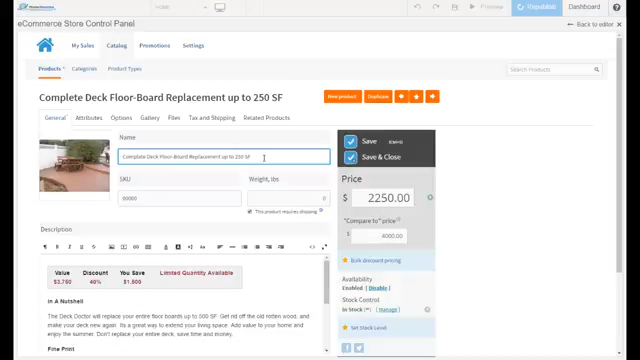 Preview
Republish
Dashboard
eCommerce Store Control Panel
Back to editor
My Sales Catalog Promotions Settings
Products Categories Product Types
Search Products
Complete Deck Floor-Board Replacement up to 250 SF
New product Duplicate
General Attributes Options Gallery Files Tax and Shipping Related Products
Name
Complete Deck Floor-Board Replacement up to 250 SF
SKU Weight, lbs
00000 0
This product requires shipping
Save
Save & Close
Price
$ 2250.00
"Compare to" price
$ 4000.00
Bulk discount pricing
Availability
Enabled (Disable)
Stock Control
In Stock (Manage)
Set Stock Level
Description
Value Discount You Save Limited Quantity Available
$3,750 40% $1,500
In A Nutshell
The Deck Doctor will replace your entire floor boards up to 500 SF. Get rid off the old rotten wood, and
make your deck new again. Its a great way to extend your living space. Add value to your home and
enjoy the summer. Don't replace your entire deck, save time and money.
Fine Print